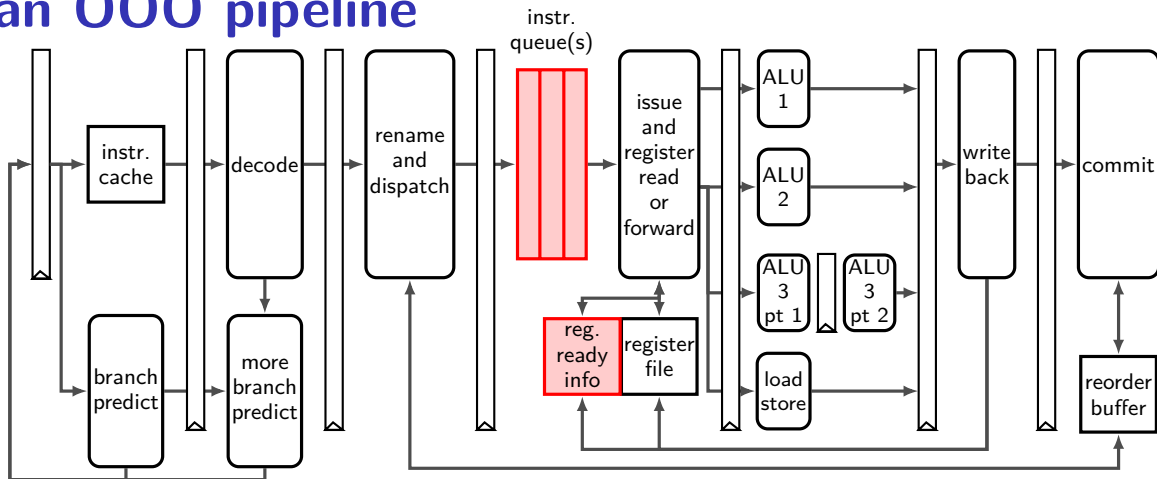 an OOO pipeline
instr.
queue(s)
instr.
cache
decode
rename
and
dispatch
issue
and
register
read
or
forward
ALU
1
ALU
2
ALU
3
pt 1
ALU
3
pt 2
load
store
write
back
commit
branch
predict
more
branch
predict
reg.
ready
info
register
file
reorder
buffer